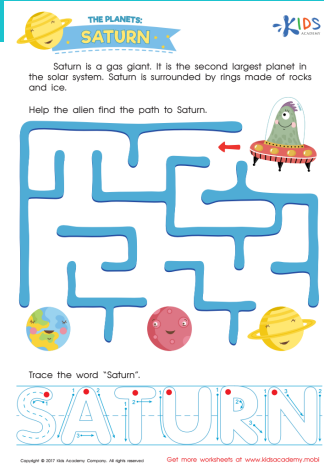 THE PLANETS:
SATURN
KIDS
ACADEMY
Saturn is a gas giant. It is the second largest planet in
the solar system. Saturn is surrounded by rings made of rocks
and ice.
Help the alien find the path to Saturn.
Trace the word "Saturn".
SATURN
Copyright © 2017 Kids Academy Company. All rights reserved
Get more worksheets at www.kidsacademy.mobi